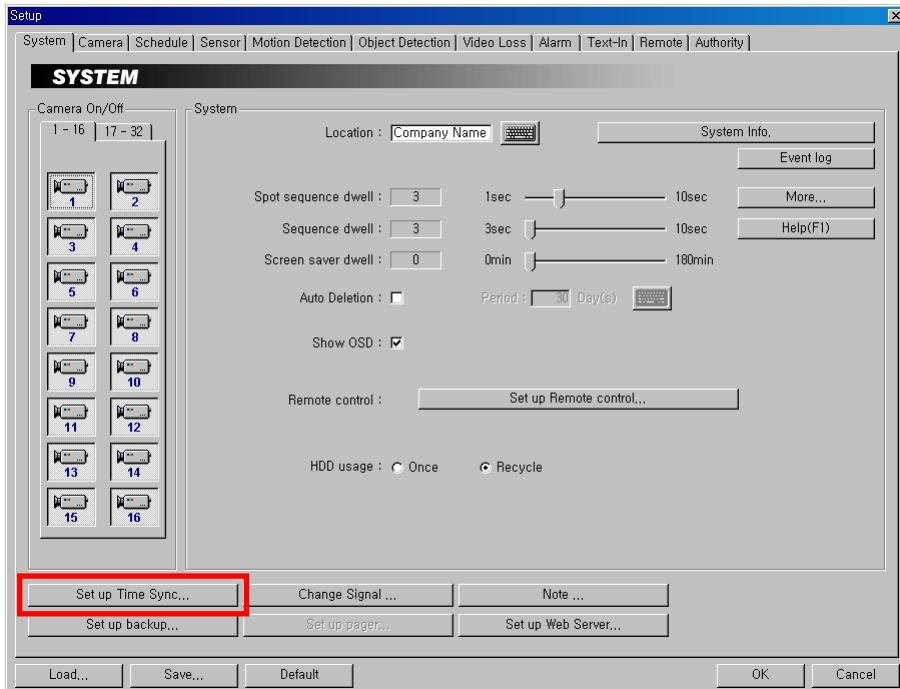 Setup
System Camera Schedule Sensor Motion Detection Object Detection Video Loss Alarm Text-In Remote Authority
SYSTEM
Camera On/Off
1 - 16 17 - 32
1 2
3 4
5 6
7 8
9 10
11 12
13 14
15 16
System
Location : Company Name System Info,
Event log
Spot sequence dwell : 3 1sec 10sec More,,,
Sequence dwell : 3 3sec 10sec Help(F1)
Screen saver dwell : 0 0min 180min
Auto Deletion : Period : 30 Day(s)
Show OSD :
Remote control : Set up Remote control,,,
HDD usage : Once Recycle
Set up Time Sync... Change Signal ... Note ...
Set up backup... Set up pager... Set up Web Server...
Load,,, Save,,, Default OK Cancel